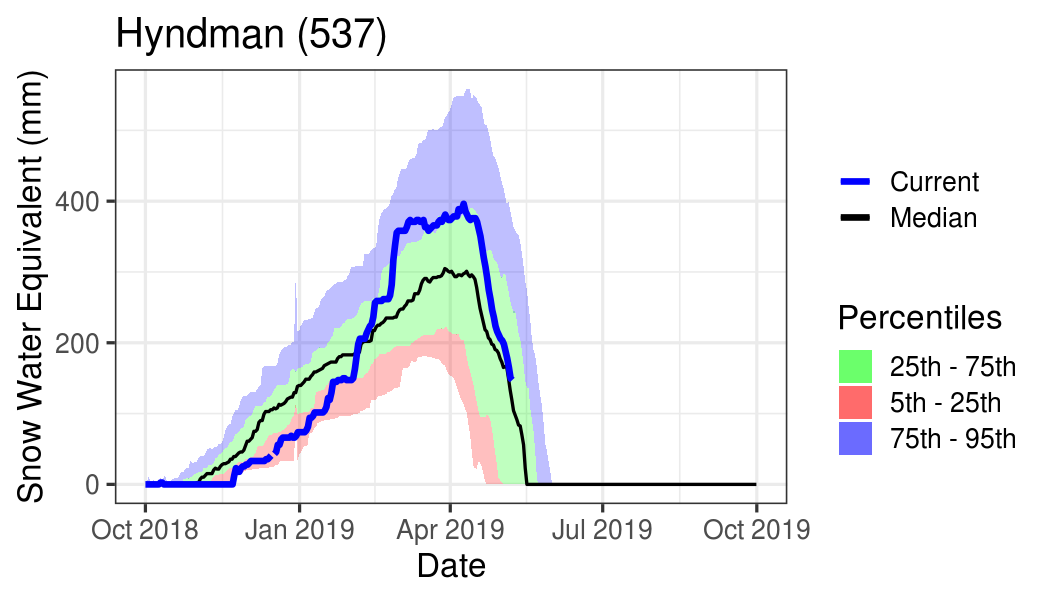 Hyndman (537)
Snow Water Equivalent (mm)
400
200
0
Oct 2018
Jan 2019
Apr 2019
Jul 2019
Oct 2019
Date
Current
Median
Percentiles
25th - 75th
5th - 25th
75th - 95th